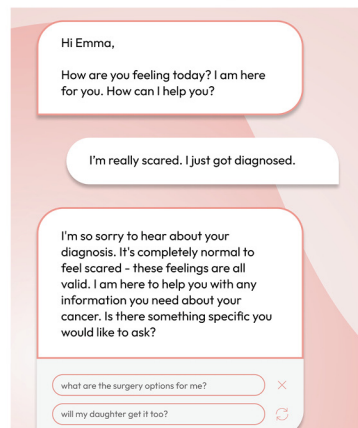 Hi Emma,
How are you feeling today? I am here
for you. How can I help you?
I'm really scared. I just got diagnosed.
I'm so sorry to hear about your
diagnosis. It's completely normal to
feel scared - these feelings are all
valid. I am here to help you with any
information you need about your
cancer. Is there something specific you
would like to ask?
what are the surgery options for me?
will my daughter get it too?